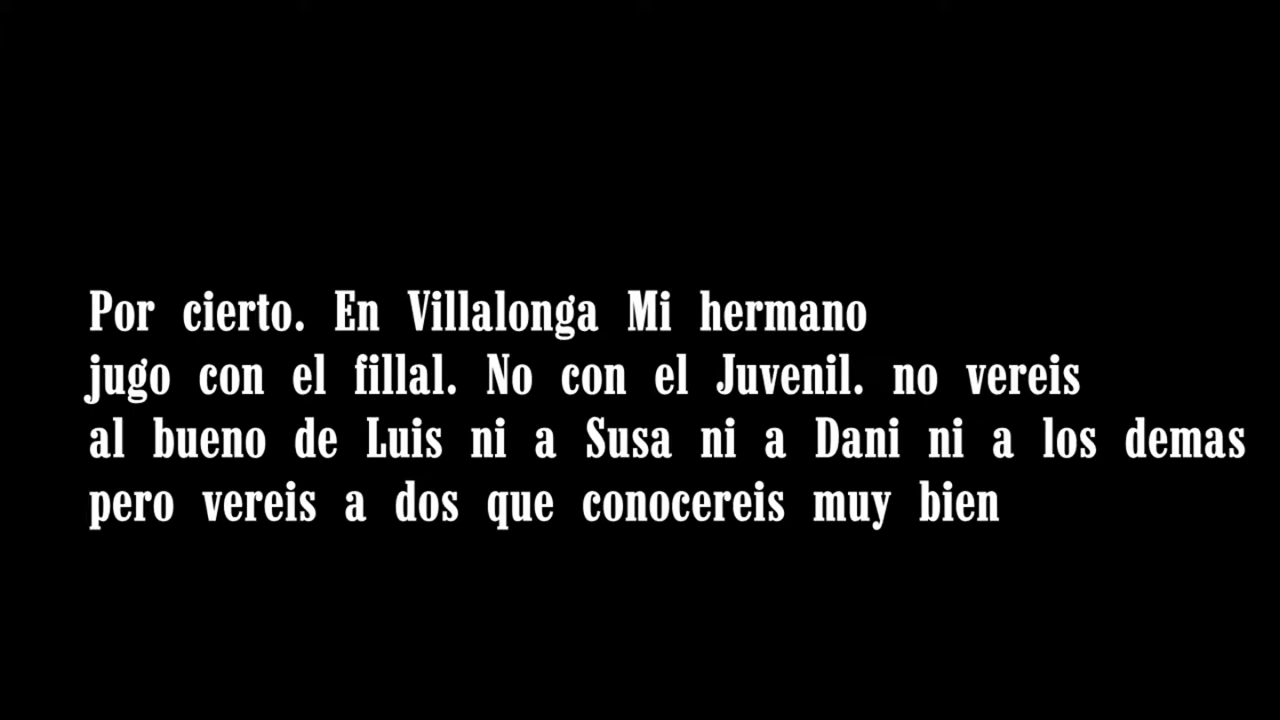 Por cierto. En Villalonga Mi hermano
jugo con el fillal. No con el Juvenil. no vereis
al bueno de Luis ni a Susa ni a Dani ni a los demas
pero vereis a dos que conocereis muy bien